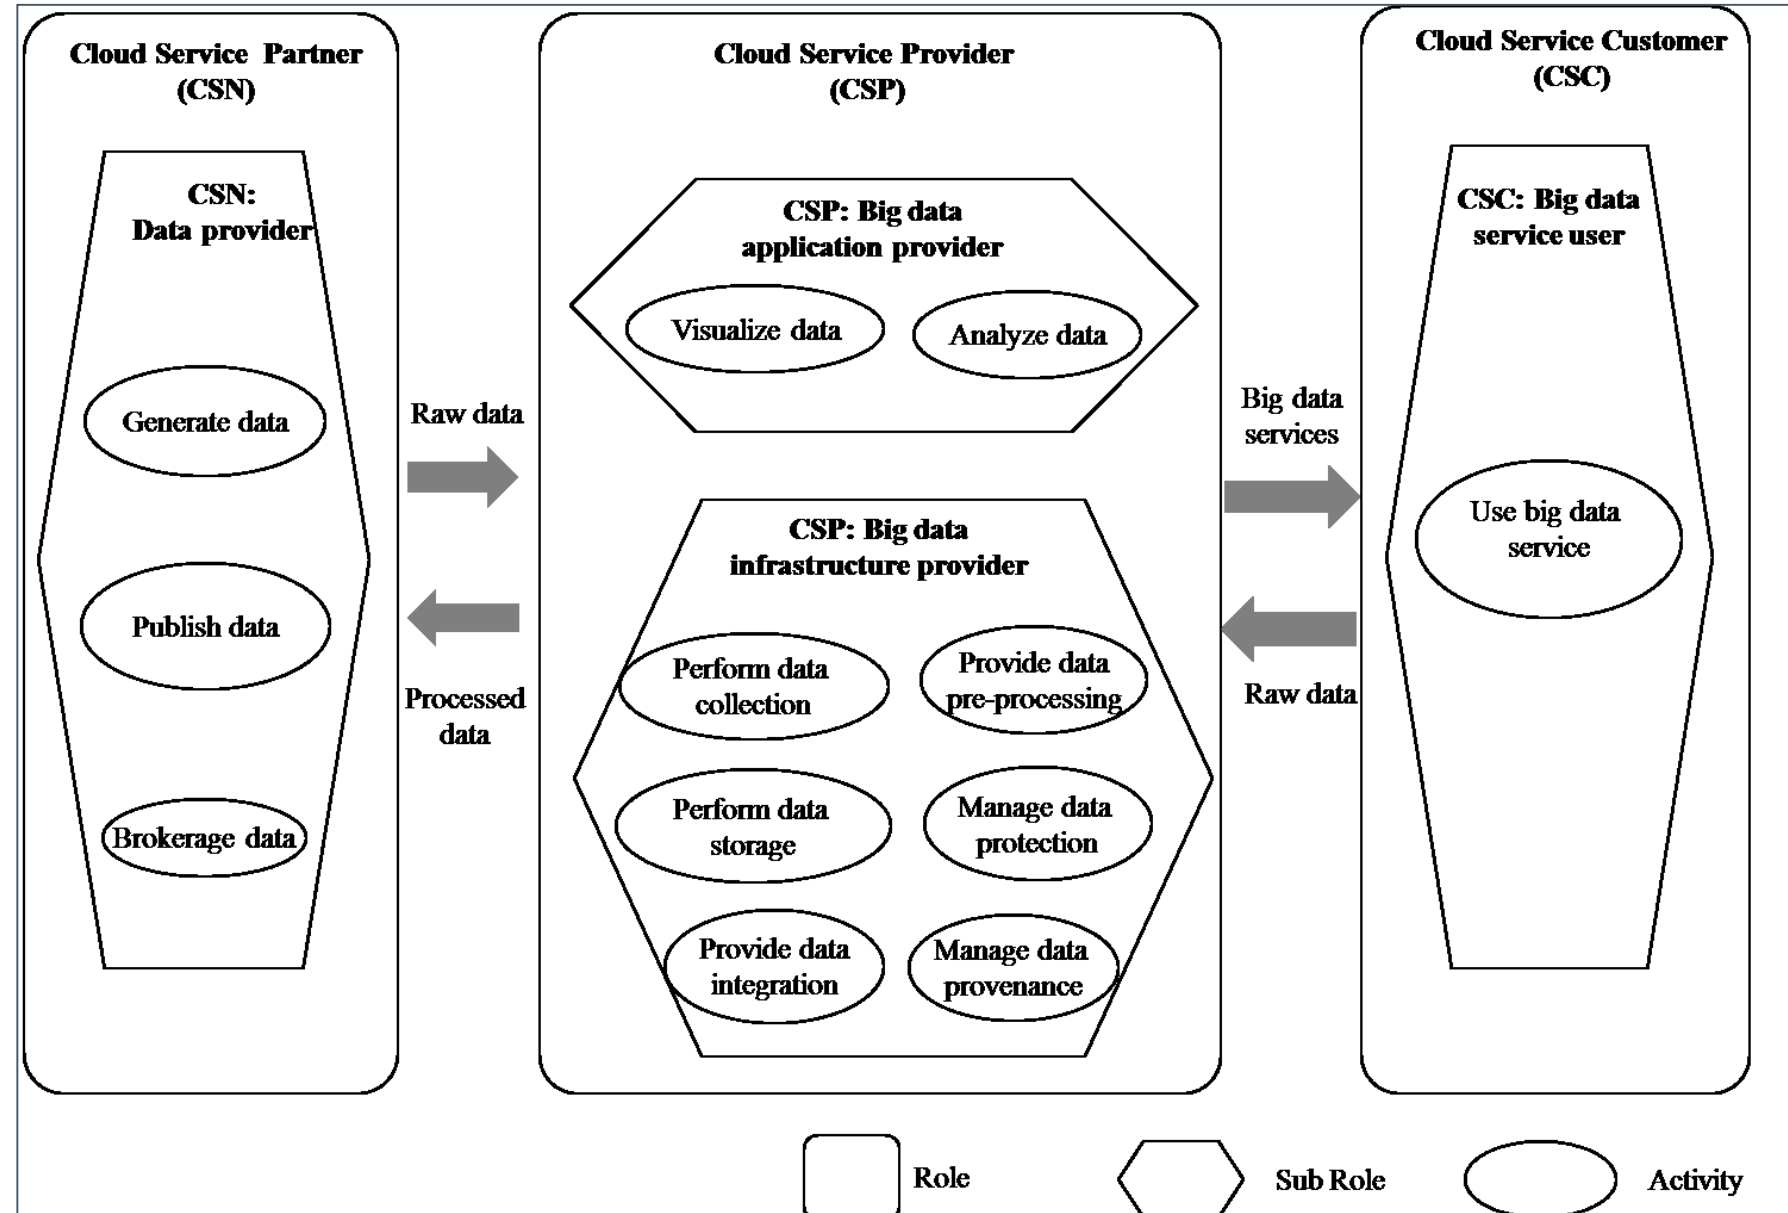 Cloud Service Partner
(CSN)
CSN:
Data provider
Generate data
Publish data
Brokerage data
Raw data
Processed
data
Cloud Service Provider
(CSP)
CSP: Big data
application provider
Visualize data
Analyze data
CSP: Big data
infrastructure provider
Perform data
collection
Provide data
pre-processing
Perform data
storage
Manage data
protection
Provide data
integration
Manage data
provenance
Big data
services
Raw data
Cloud Service Customer
(CSC)
CSC: Big data
service user
Use big data
service
Role
Sub Role
Activity